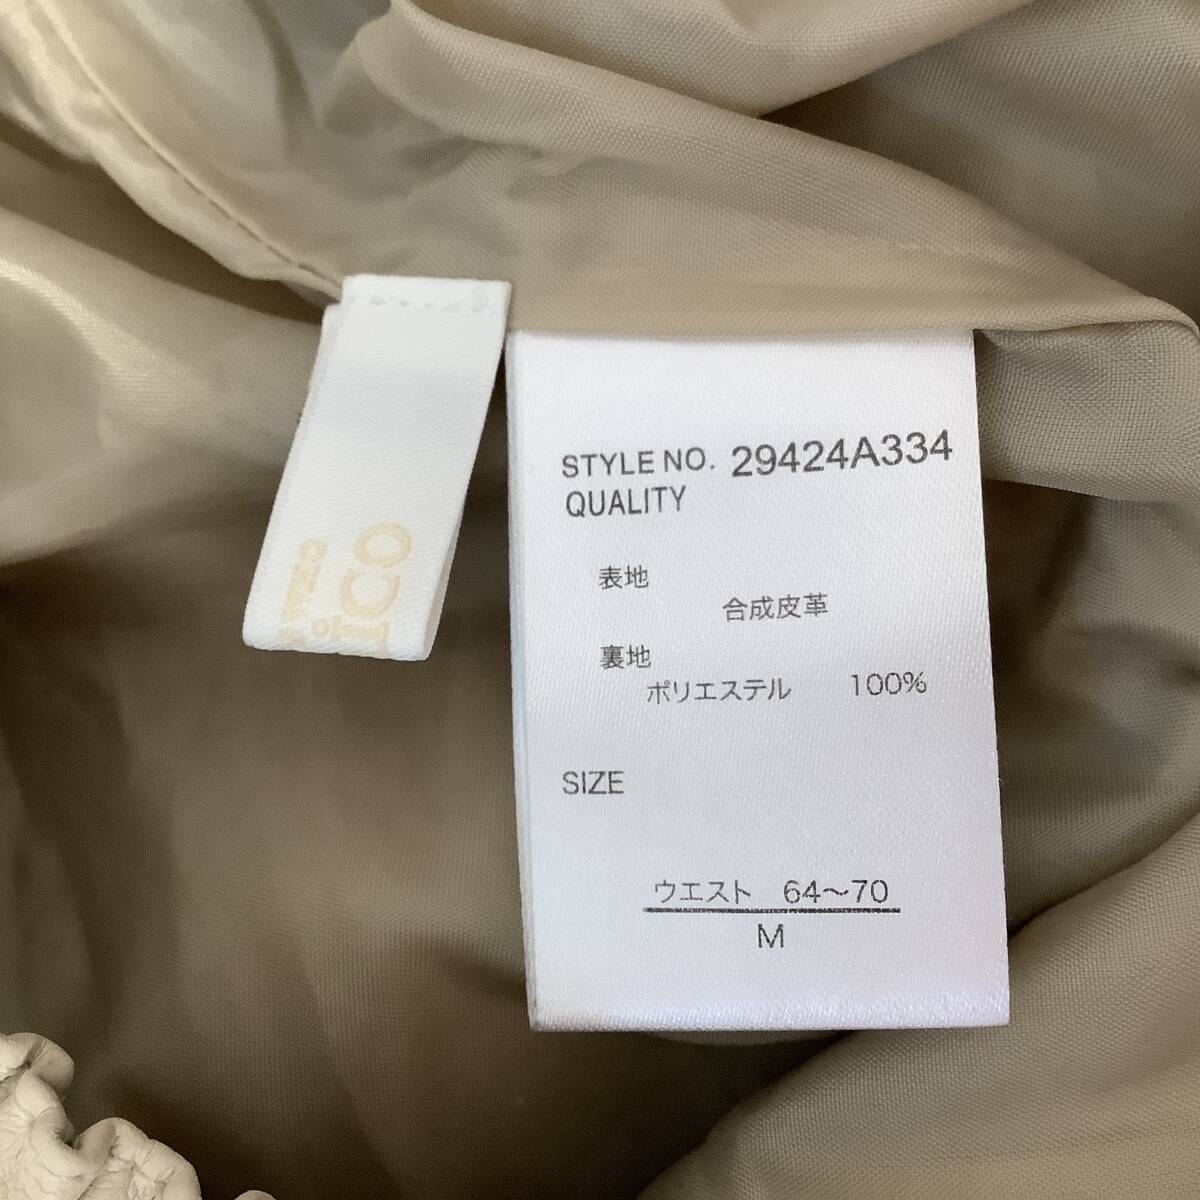 STYLE NO. 29424A334
QUALITY
表地
合成皮革
裏地
ポリエステル 100%
SIZE
ウエスト 64～70
M